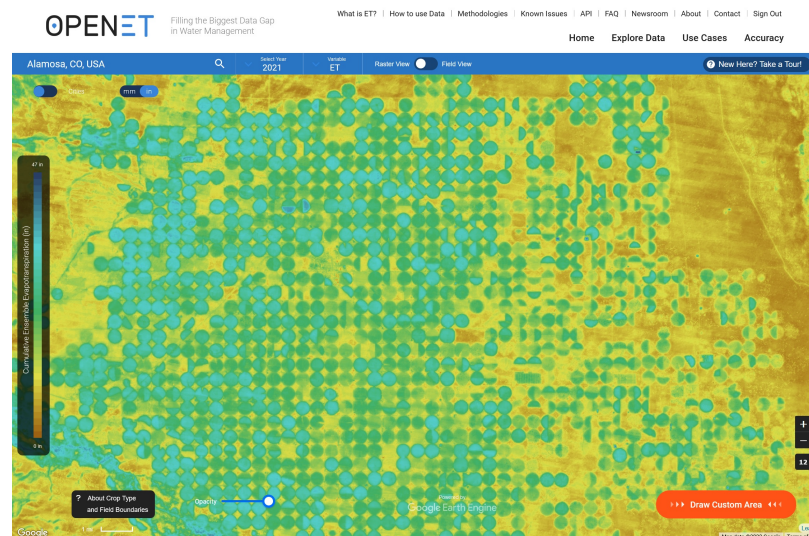 OPENET
Filling the Biggest Data Gap
in Water Management
What is ET? | How to use Data | Methodologies | Known Issues | API | FAQ | Newsroom | About | Contact | Sign Out
Home Explore Data Use Cases Accuracy
Alamosa, CO, USA
Select Year
2021
Variable
ET
Raster View Field View
? New Here? Take a Tour!
mm in
47 in
Cumulative Ensemble Evapotranspiration (in)
0 in
+
−
12
? About Crop Type
and Field Boundaries
Opacity
Google Earth Engine
Draw Custom Area
Google
1 mi